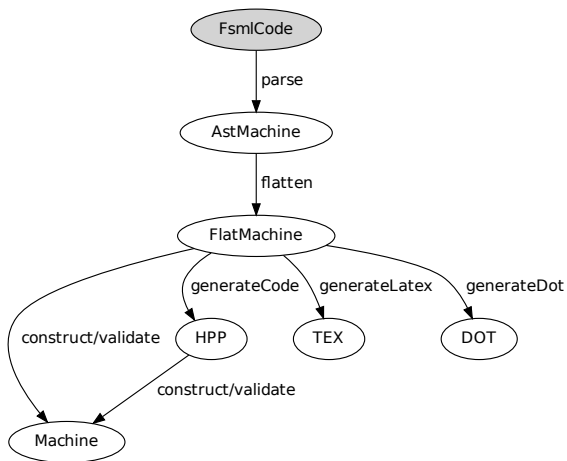 FsmlCode
parse
AstMachine
flatten
FlatMachine
generateCode
generateLatex
generateDot
construct/validate
HPP
TEX
DOT
construct/validate
Machine